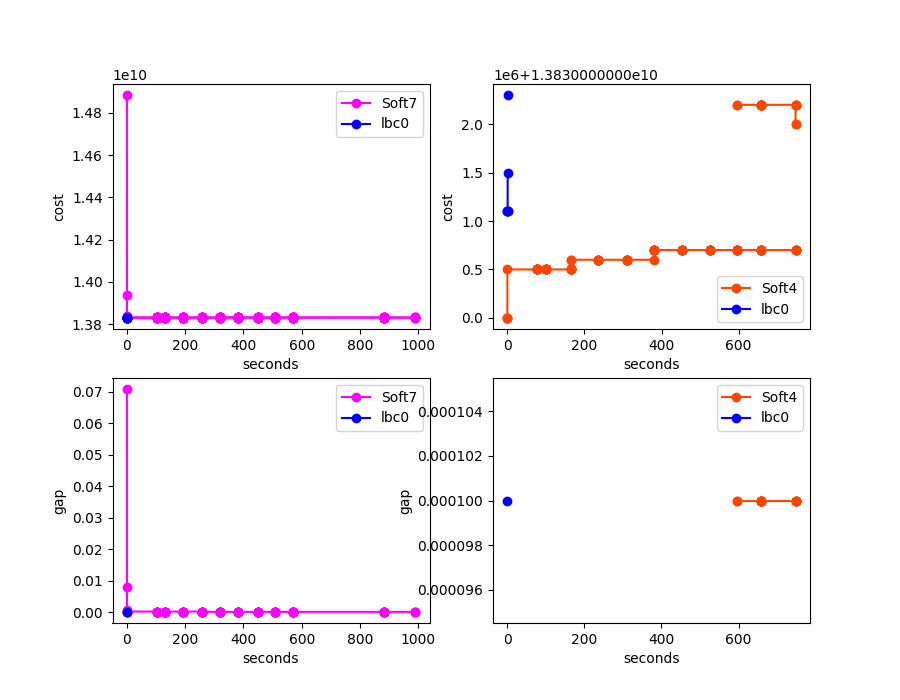 1e10
cost
1.48
1.46
1.44
1.42
1.40
1.38
Soft7
lbc0
0 200 400 600 800 1000
seconds
1e6+1.3830000000e10
cost
2.0
1.5
1.0
0.5
0.0
Soft4
lbc0
0 200 400 600
seconds
gap
0.07
0.06
0.05
0.04
0.03
0.02
0.01
0.00
Soft7
lbc0
0 200 400 600 800 1000
seconds
gap
0.000104
0.000102
0.000100
0.000098
0.000096
Soft4
lbc0
0 200 400 600
seconds